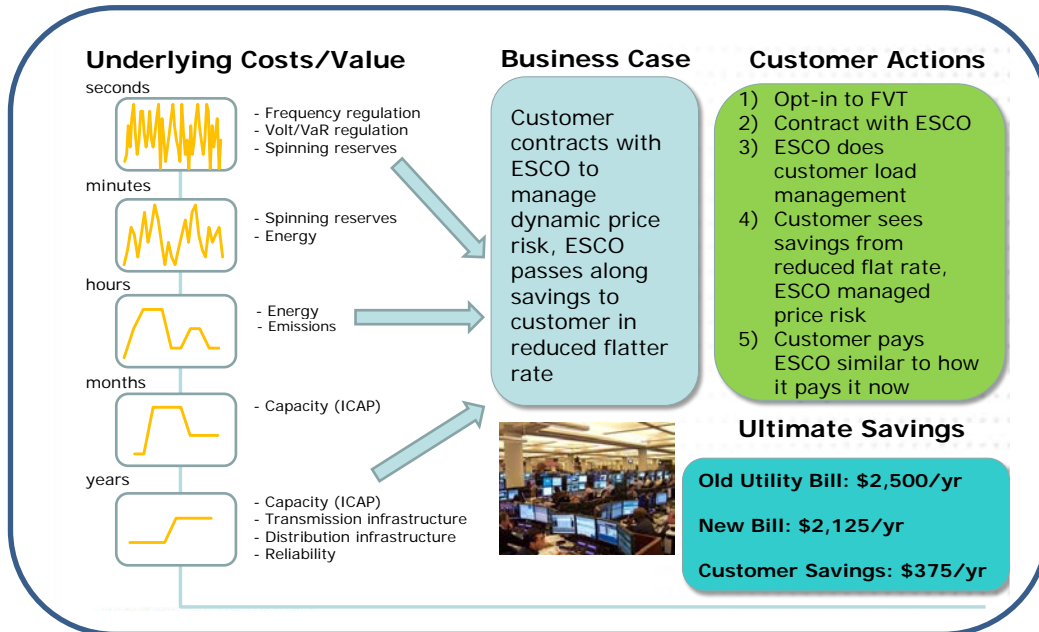 Underlying Costs/Value
seconds
- Frequency regulation
- Volt/VaR regulation
- Spinning reserves
minutes
- Spinning reserves
- Energy
hours
- Energy
- Emissions
months
- Capacity (ICAP)
years
- Capacity (ICAP)
- Transmission infrastructure
- Distribution infrastructure
- Reliability
Business Case
Customer
contracts with
ESCO to
manage
dynamic price
risk, ESCO
passes along
savings to
customer in
reduced flatter
rate
Customer Actions
1) Opt-in to FVT
2) Contract with ESCO
3) ESCO does
customer load
management
4) Customer sees
savings from
reduced flat rate,
ESCO managed
price risk
5) Customer pays
ESCO similar to how
it pays it now
Ultimate Savings
Old Utility Bill: $2,500/yr
New Bill: $2,125/yr
Customer Savings: $375/yr